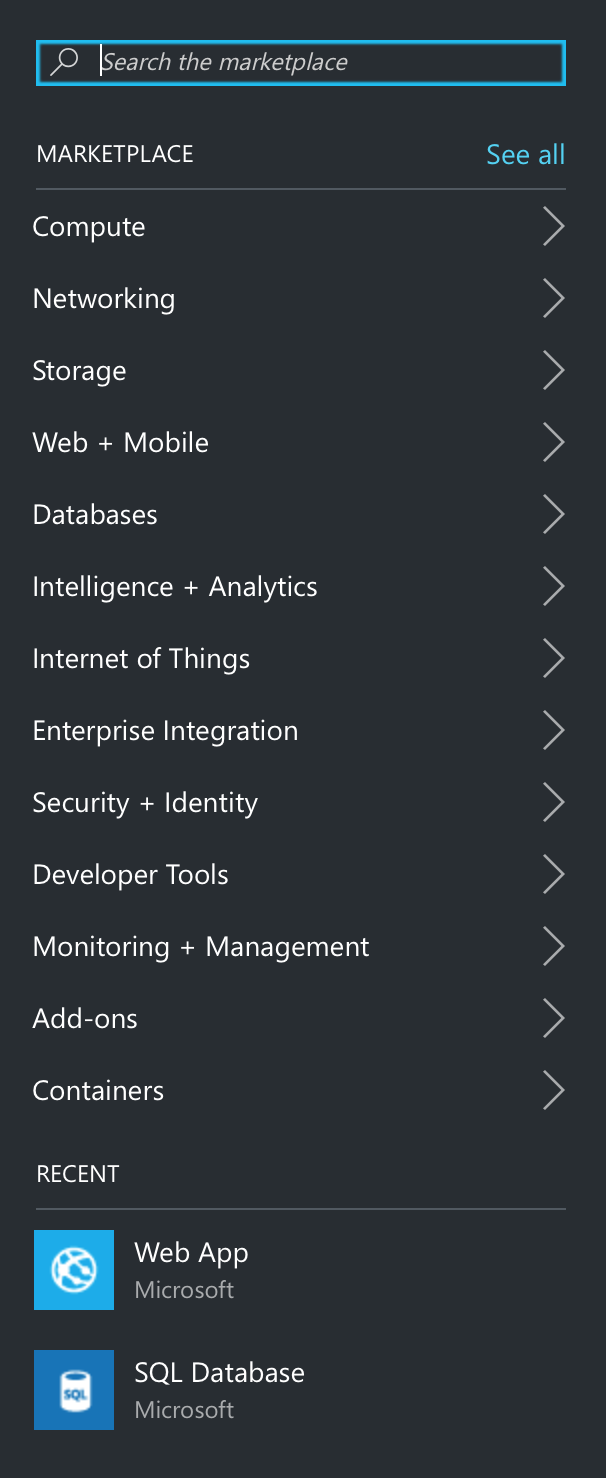 Search the marketplace
MARKETPLACE See all
Compute
Networking
Storage
Web + Mobile
Databases
Intelligence + Analytics
Internet of Things
Enterprise Integration
Security + Identity
Developer Tools
Monitoring + Management
Add-ons
Containers
RECENT
Web App
Microsoft
SQL
SQL Database
Microsoft